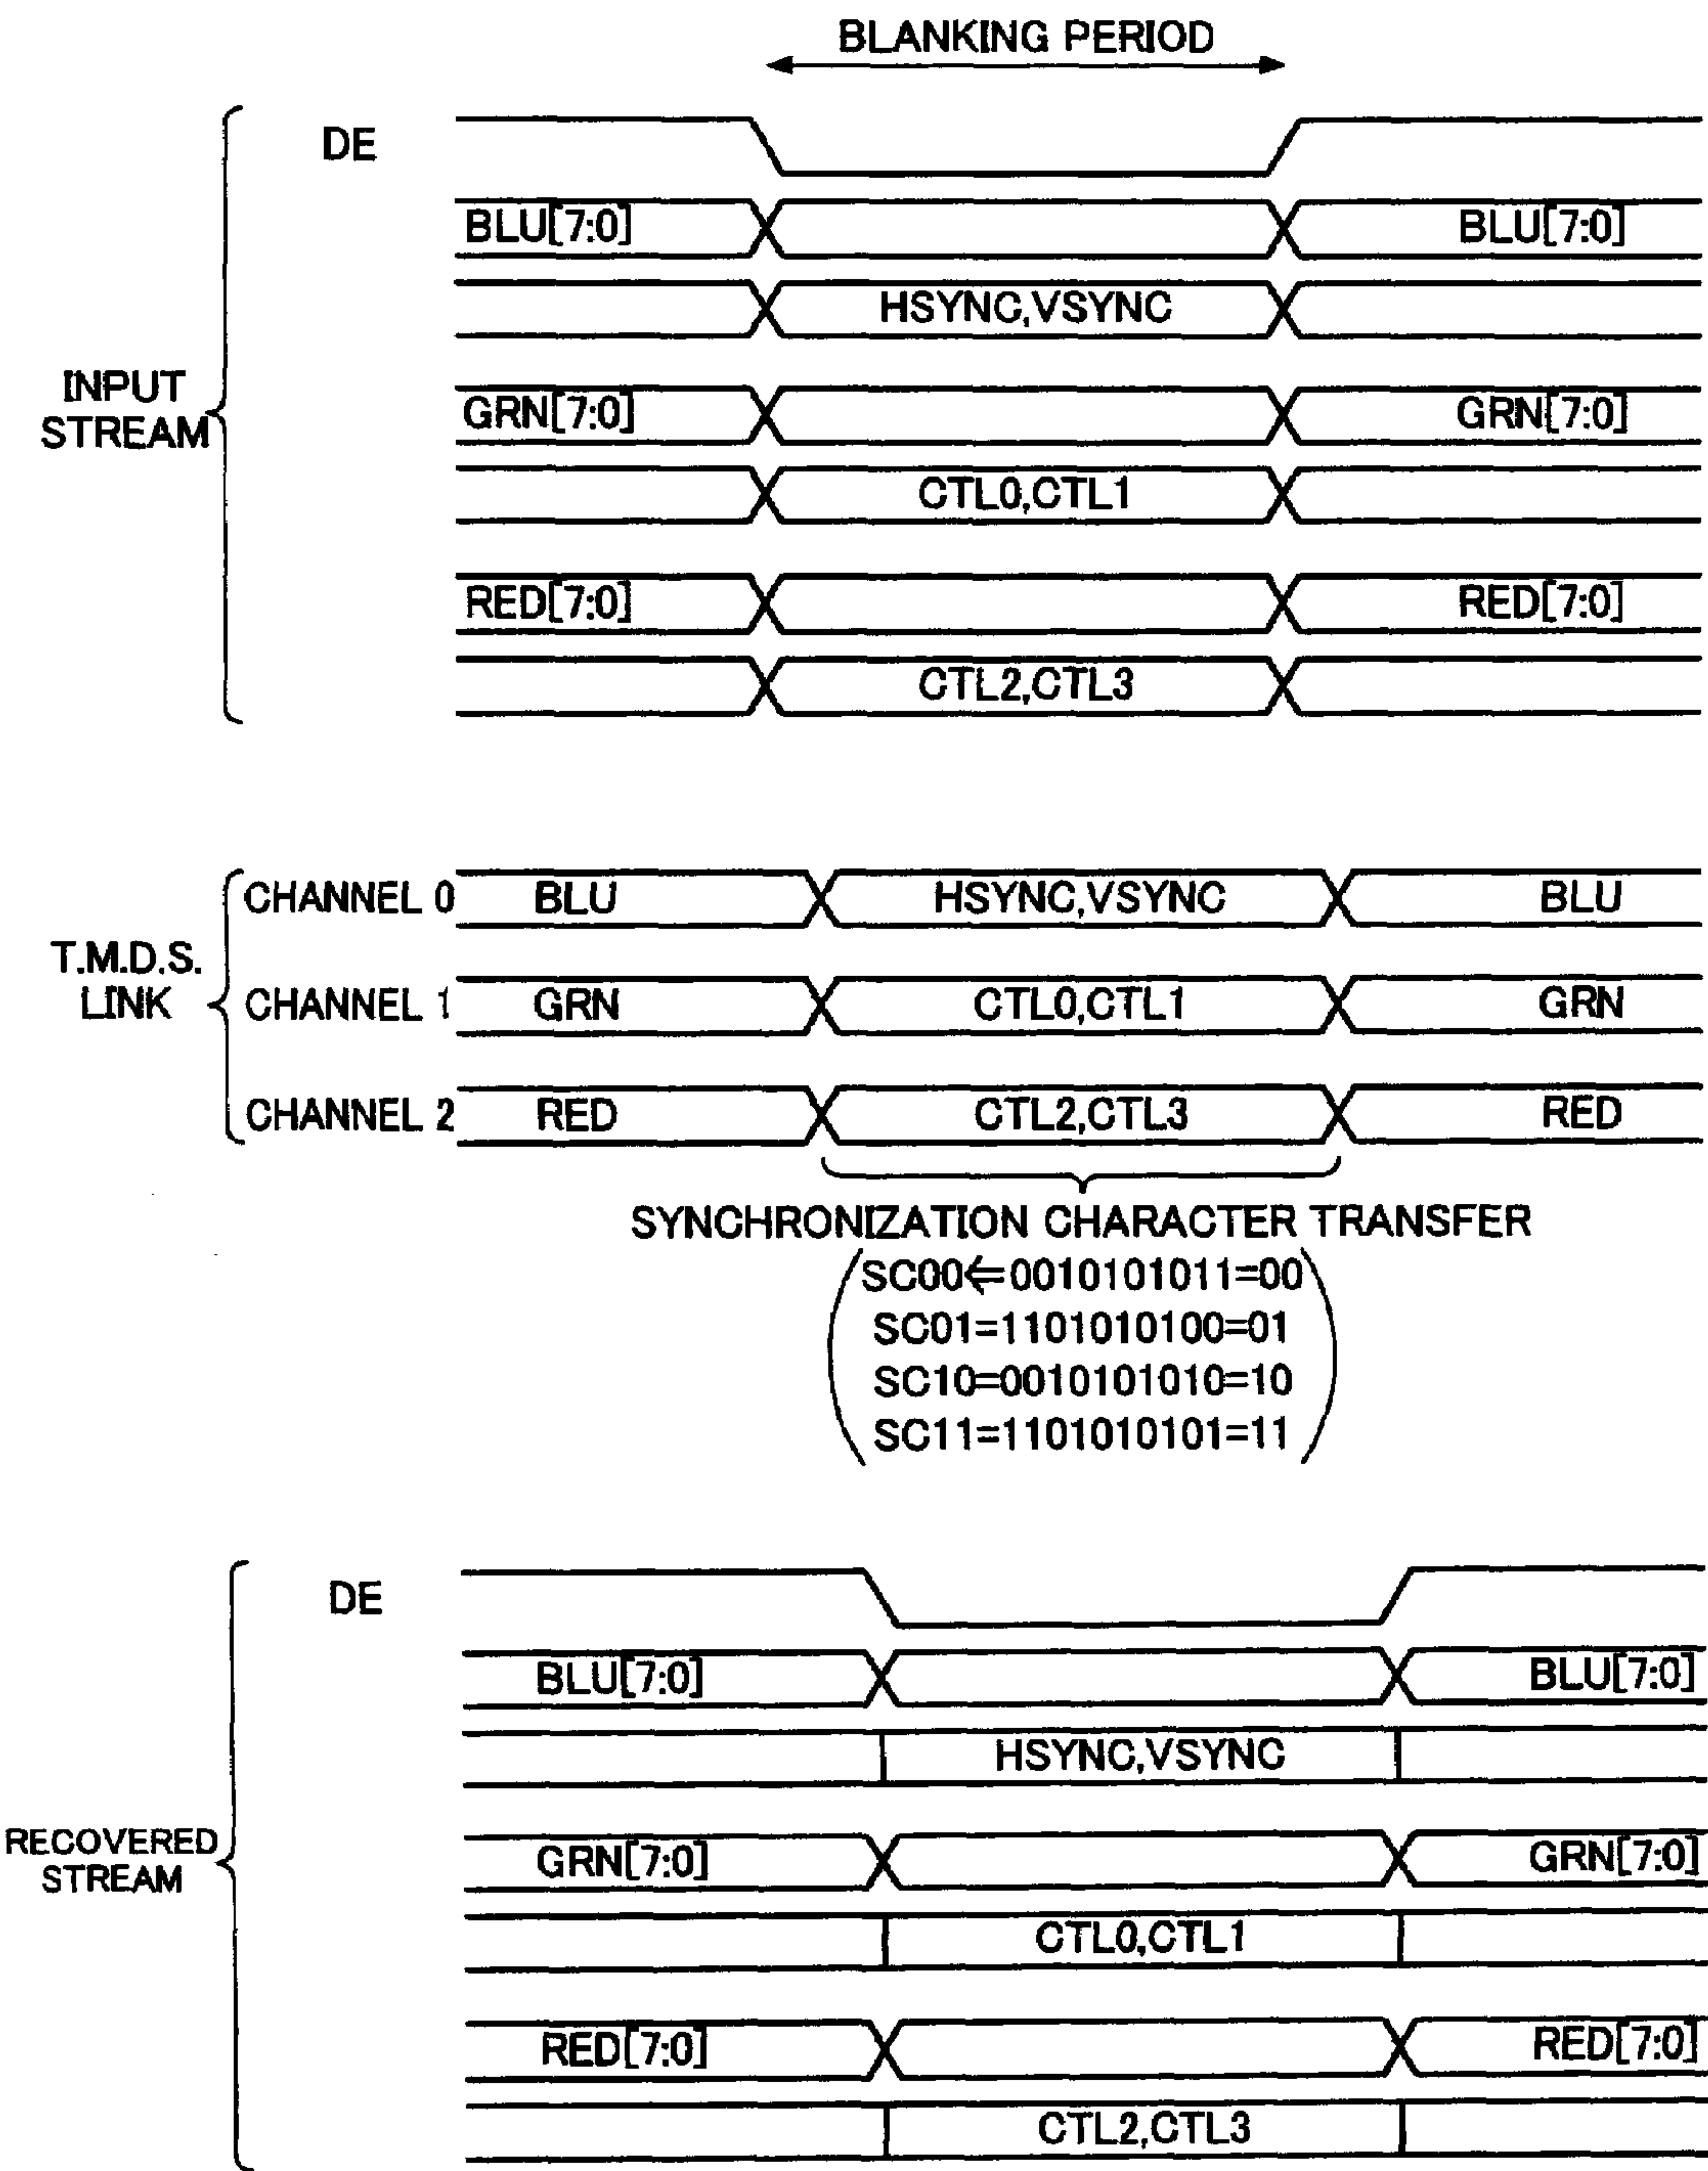 BLANKING PERIOD
DE
BLU[7:0] BLU[7:0]
HSYNC,VSYNC
INPUT
STREAM
GRN[7:0] GRN[7:0]
CTL0,CTL1
RED[7:0] RED[7:0]
CTL2,CTL3
T.M.D.S.
LINK
CHANNEL 0 BLU HSYNC,VSYNC BLU
CHANNEL 1 GRN CTL0,CTL1 GRN
CHANNEL 2 RED CTL2,CTL3 RED
SYNCHRONIZATION CHARACTER TRANSFER
SC00⇐0010101011=00
SC01=1101010100=01
SC10=0010101010=10
SC11=1101010101=11
DE
BLU[7:0] BLU[7:0]
HSYNC,VSYNC
RECOVERED
STREAM
GRN[7:0] GRN[7:0]
CTL0,CTL1
RED[7:0] RED[7:0]
CTL2,CTL3